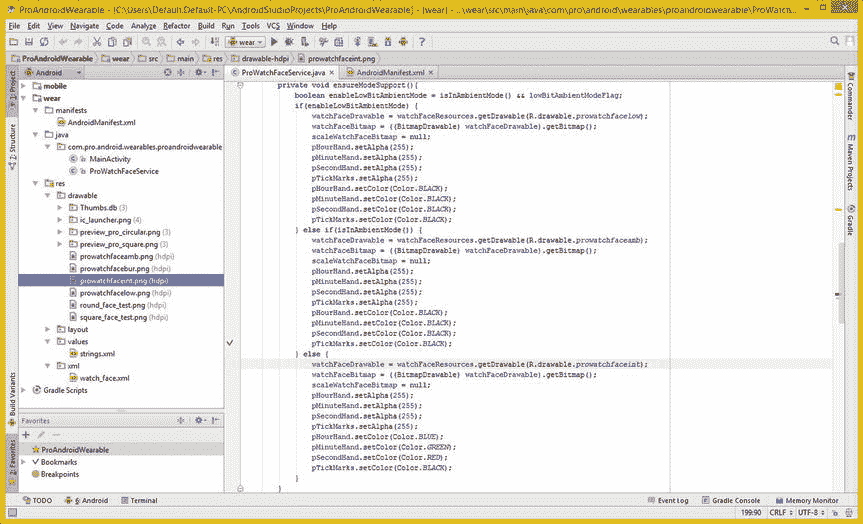 ProAndroidWearable - [C:\Users\Default.Default-PC\AndroidStudioProjects\ProAndroidWearable] - [wear] - ...\wear\src\main\java\com\pro\android\wearables\proandroidwearable\ProWatch...
File Edit View Navigate Code Analyze Refactor Build Run Tools VCS Window Help
wear
ProAndroidWearable wear src main res drawable-hdpi prowatchfaceint.png
Android
ProWatchFaceService.java AndroidManifest.xml
1: Project
Z: Structure
Build Variants
2: Favorites
mobile
wear
manifests
AndroidManifest.xml
java
com.pro.android.wearables.proandroidwearable
MainActivity
ProWatchFaceService
res
drawable
Thumbs.db (3)
ic_launcher.png (4)
preview_pro_circular.png (3)
preview_pro_square.png (3)
prowatchfaceamb.png (hdpi)
prowatchfacebur.png (hdpi)
prowatchfaceint.png (hdpi)
prowatchfacelow.png (hdpi)
round_face_test.png (hdpi)
square_face_test.png (hdpi)
layout
values
strings.xml
xml
watch_face.xml
Gradle Scripts
Favorites
ProAndroidWearable
Bookmarks
Breakpoints
private void ensureModeSupport(){
boolean enableLowBitAmbientMode = isInAmbientMode() && lowBitAmbientModeFlag;
if(enableLowBitAmbientMode) {
watchFaceDrawable = watchFaceResources.getDrawable(R.drawable.prowatchfacelow);
watchFaceBitmap = ((BitmapDrawable) watchFaceDrawable).getBitmap();
scaleWatchFaceBitmap = null;
pHourHand.setAlpha(255);
pMinuteHand.setAlpha(255);
pSecondHand.setAlpha(255);
pTickMarks.setAlpha(255);
pHourHand.setColor(Color.BLACK);
pMinuteHand.setColor(Color.BLACK);
pSecondHand.setColor(Color.BLACK);
pTickMarks.setColor(Color.BLACK);
} else if(isInAmbientMode()) {
watchFaceDrawable = watchFaceResources.getDrawable(R.drawable.prowatchfaceamb);
watchFaceBitmap = ((BitmapDrawable) watchFaceDrawable).getBitmap();
scaleWatchFaceBitmap = null;
pHourHand.setAlpha(255);
pMinuteHand.setAlpha(255);
pSecondHand.setAlpha(255);
pTickMarks.setAlpha(255);
pHourHand.setColor(Color.BLACK);
pMinuteHand.setColor(Color.BLACK);
pSecondHand.setColor(Color.BLACK);
pTickMarks.setColor(Color.BLACK);
} else {
watchFaceDrawable = watchFaceResources.getDrawable(R.drawable.prowatchfaceint);
watchFaceBitmap = ((BitmapDrawable) watchFaceDrawable).getBitmap();
scaleWatchFaceBitmap = null;
pHourHand.setAlpha(255);
pMinuteHand.setAlpha(255);
pSecondHand.setAlpha(255);
pTickMarks.setAlpha(255);
pHourHand.setColor(Color.BLUE);
pMinuteHand.setColor(Color.GREEN);
pSecondHand.setColor(Color.RED);
pTickMarks.setColor(Color.BLACK);
}
}
Commander
Maven Projects
Gradle
TODO 6: Android Terminal Event Log Gradle Console Memory Monitor
199:90 CRLF UTF-8